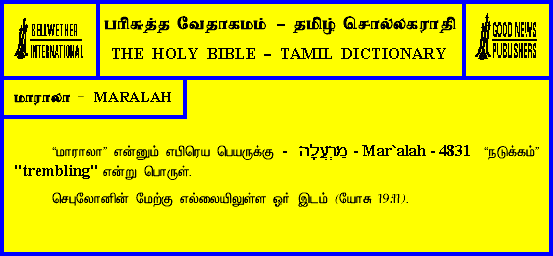 BELLWETHER
INTERNATIONAL
பரிசுத்த வேதாகமம் - தமிழ் சொல்லகராதி
THE HOLY BIBLE - TAMIL DICTIONARY
GOOD NEWS
PUBLISHERS
மாராலா - MARALAH
“மாராலா” என்னும் எபிரெய பெயருக்கு - מַרְעֲלָה - Mar`alah - 4831 “நடுக்கம்”
"trembling" என்று பொருள்.
செபுலோனின் மேற்கு எல்லையிலுள்ள ஓர் இடம் (யோசு 19:11).